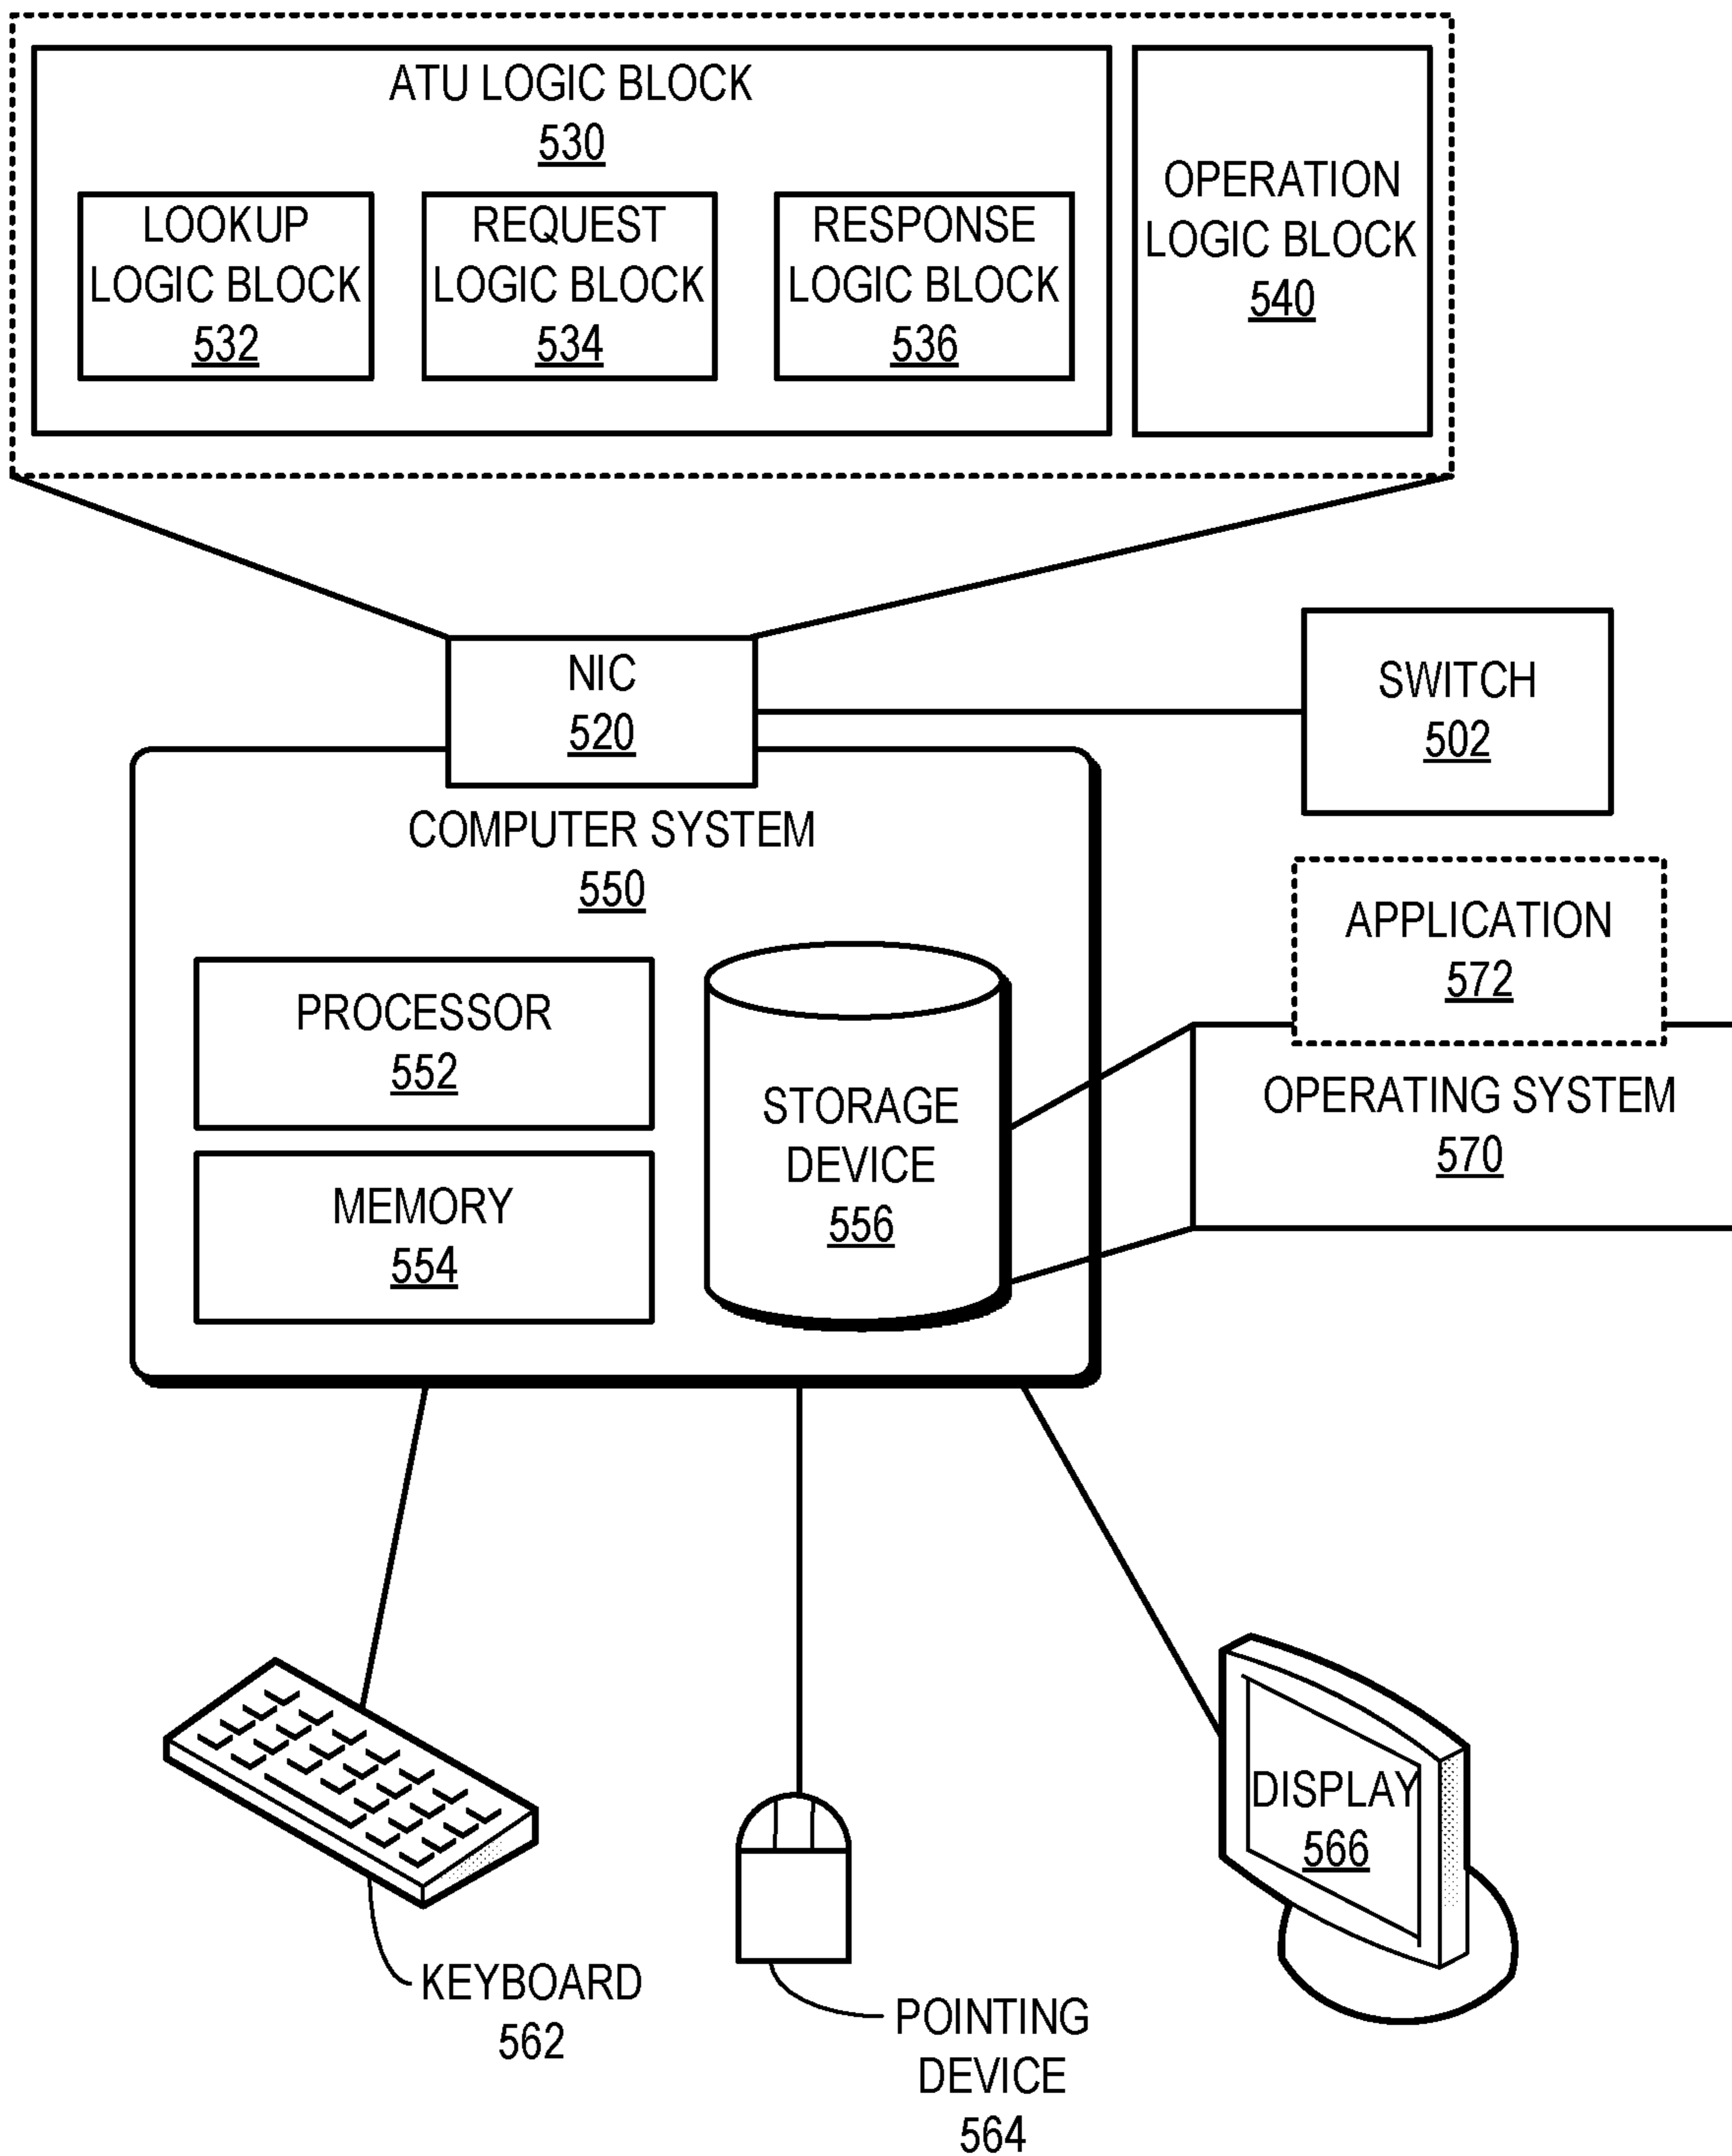 ATU LOGIC BLOCK
530
LOOKUP
LOGIC BLOCK
532
REQUEST
LOGIC BLOCK
534
RESPONSE
LOGIC BLOCK
536
OPERATION
LOGIC BLOCK
540
NIC
520
SWITCH
502
COMPUTER SYSTEM
550
PROCESSOR
552
MEMORY
554
STORAGE
DEVICE
556
APPLICATION
572
OPERATING SYSTEM
570
DISPLAY
566
KEYBOARD
562
POINTING
DEVICE
564